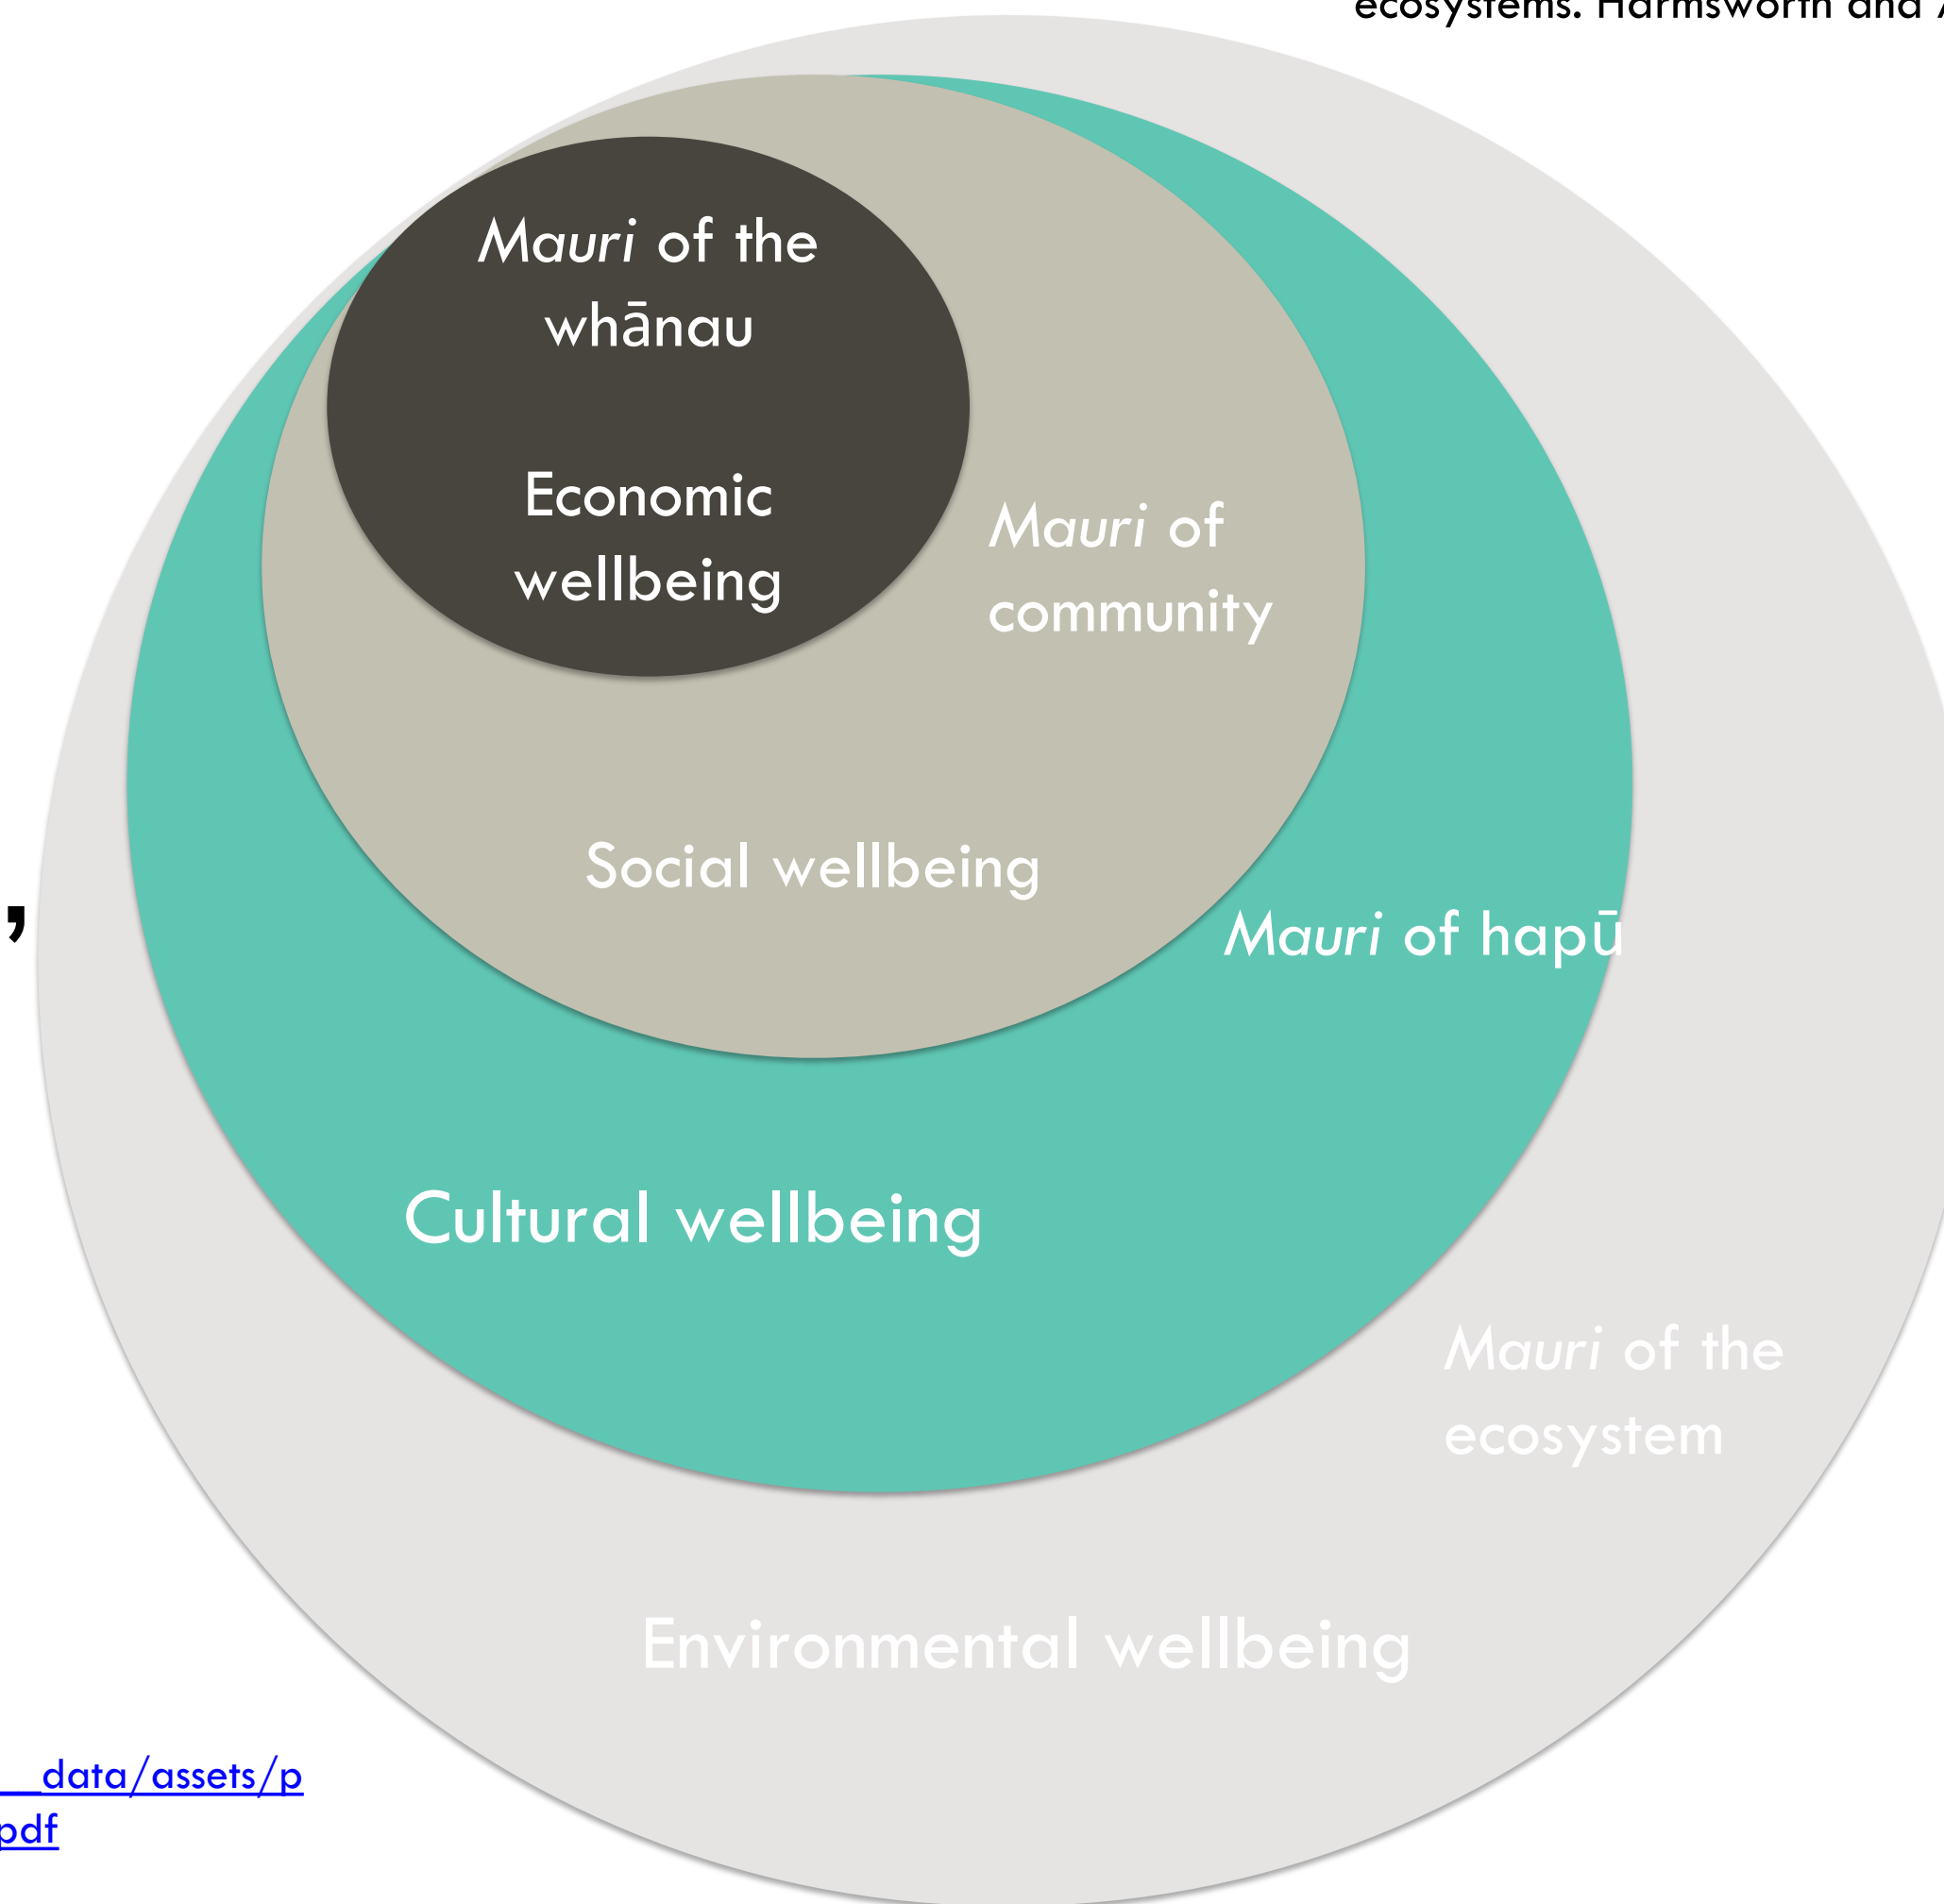 ecosystems. Harmsworth and
Mauri of the
whānau
Economic
wellbeing
Mauri of
community
Social wellbeing
,
Mauri of hapū
Cultural wellbeing
Mauri of the
ecosystem
Environmental wellbeing
__data/assets/p
pdf